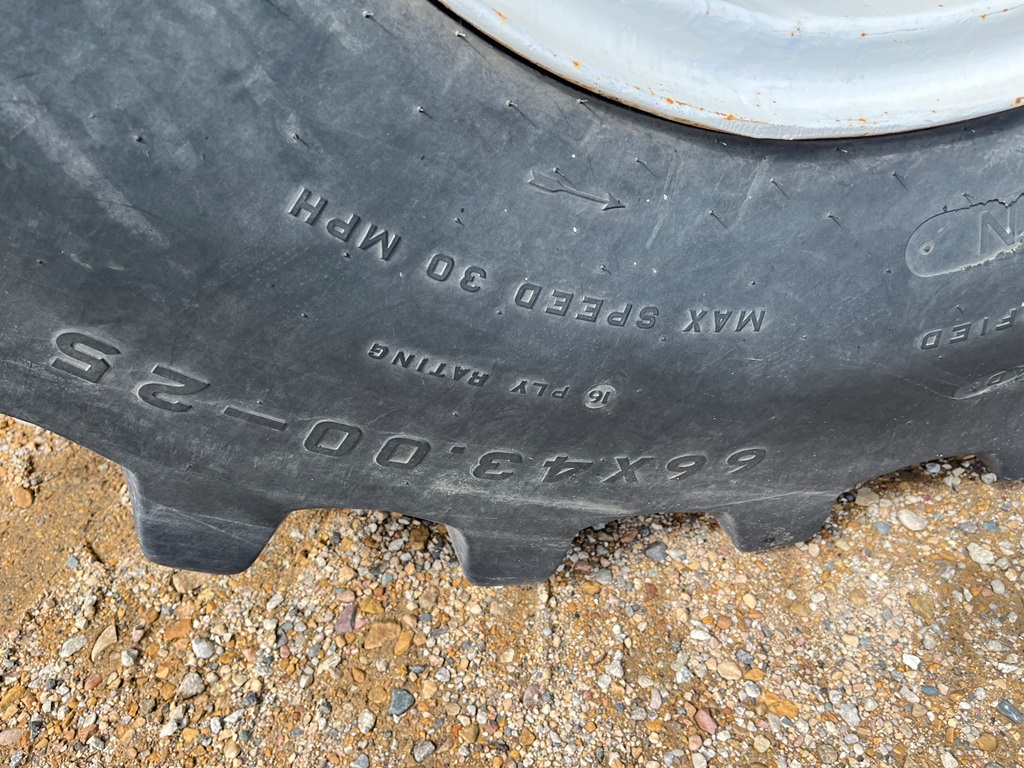 66X43.00-25
16 PLY RATING
MAX SPEED 30 MPH